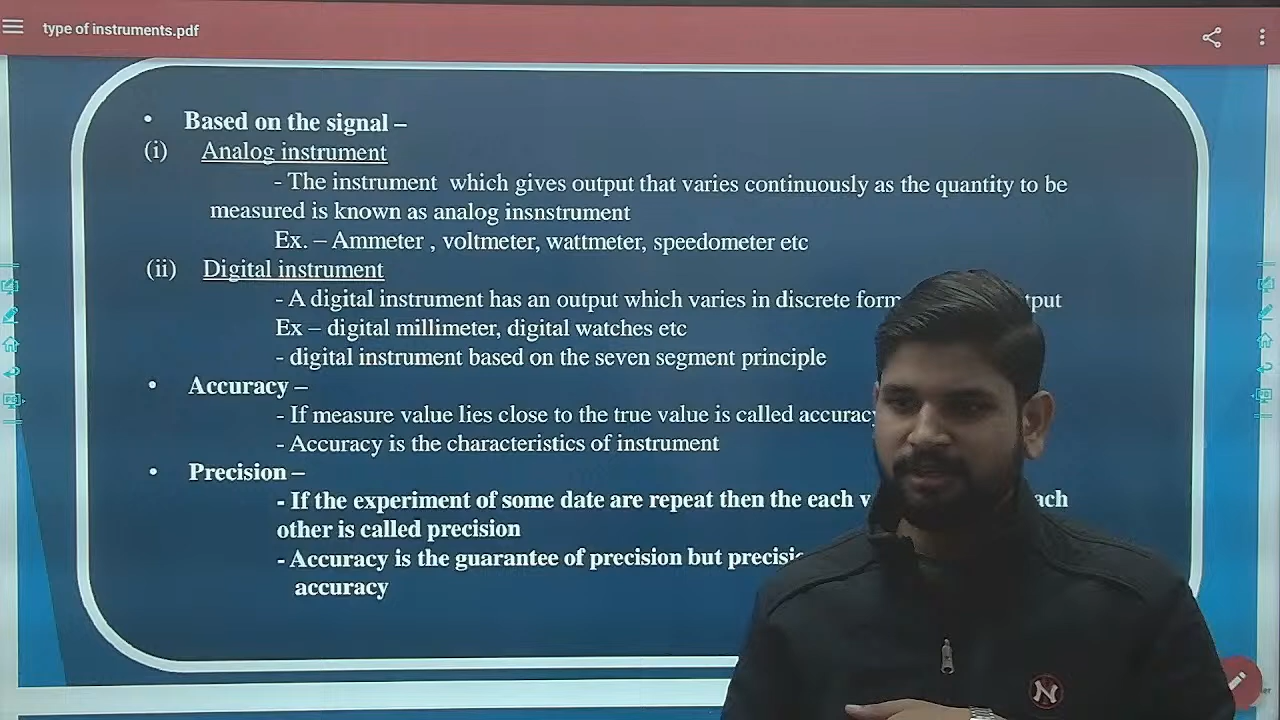 type of instruments.pdf
• Based on the signal –
(i) Analog instrument
- The instrument which gives output that varies continuously as the quantity to be
measured is known as analog insnstrument
Ex. – Ammeter , voltmeter, wattmeter, speedometer etc
(ii) Digital instrument
- A digital instrument has an output which varies in discrete form
Ex – digital millimeter, digital watches etc
- digital instrument based on the seven segment principle
• Accuracy –
- If measure value lies close to the true value is called accuracy
- Accuracy is the characteristics of instrument
• Precision –
- If the experiment of some date are repeat then the each
other is called precision
- Accuracy is the guarantee of precision but
accuracy
N